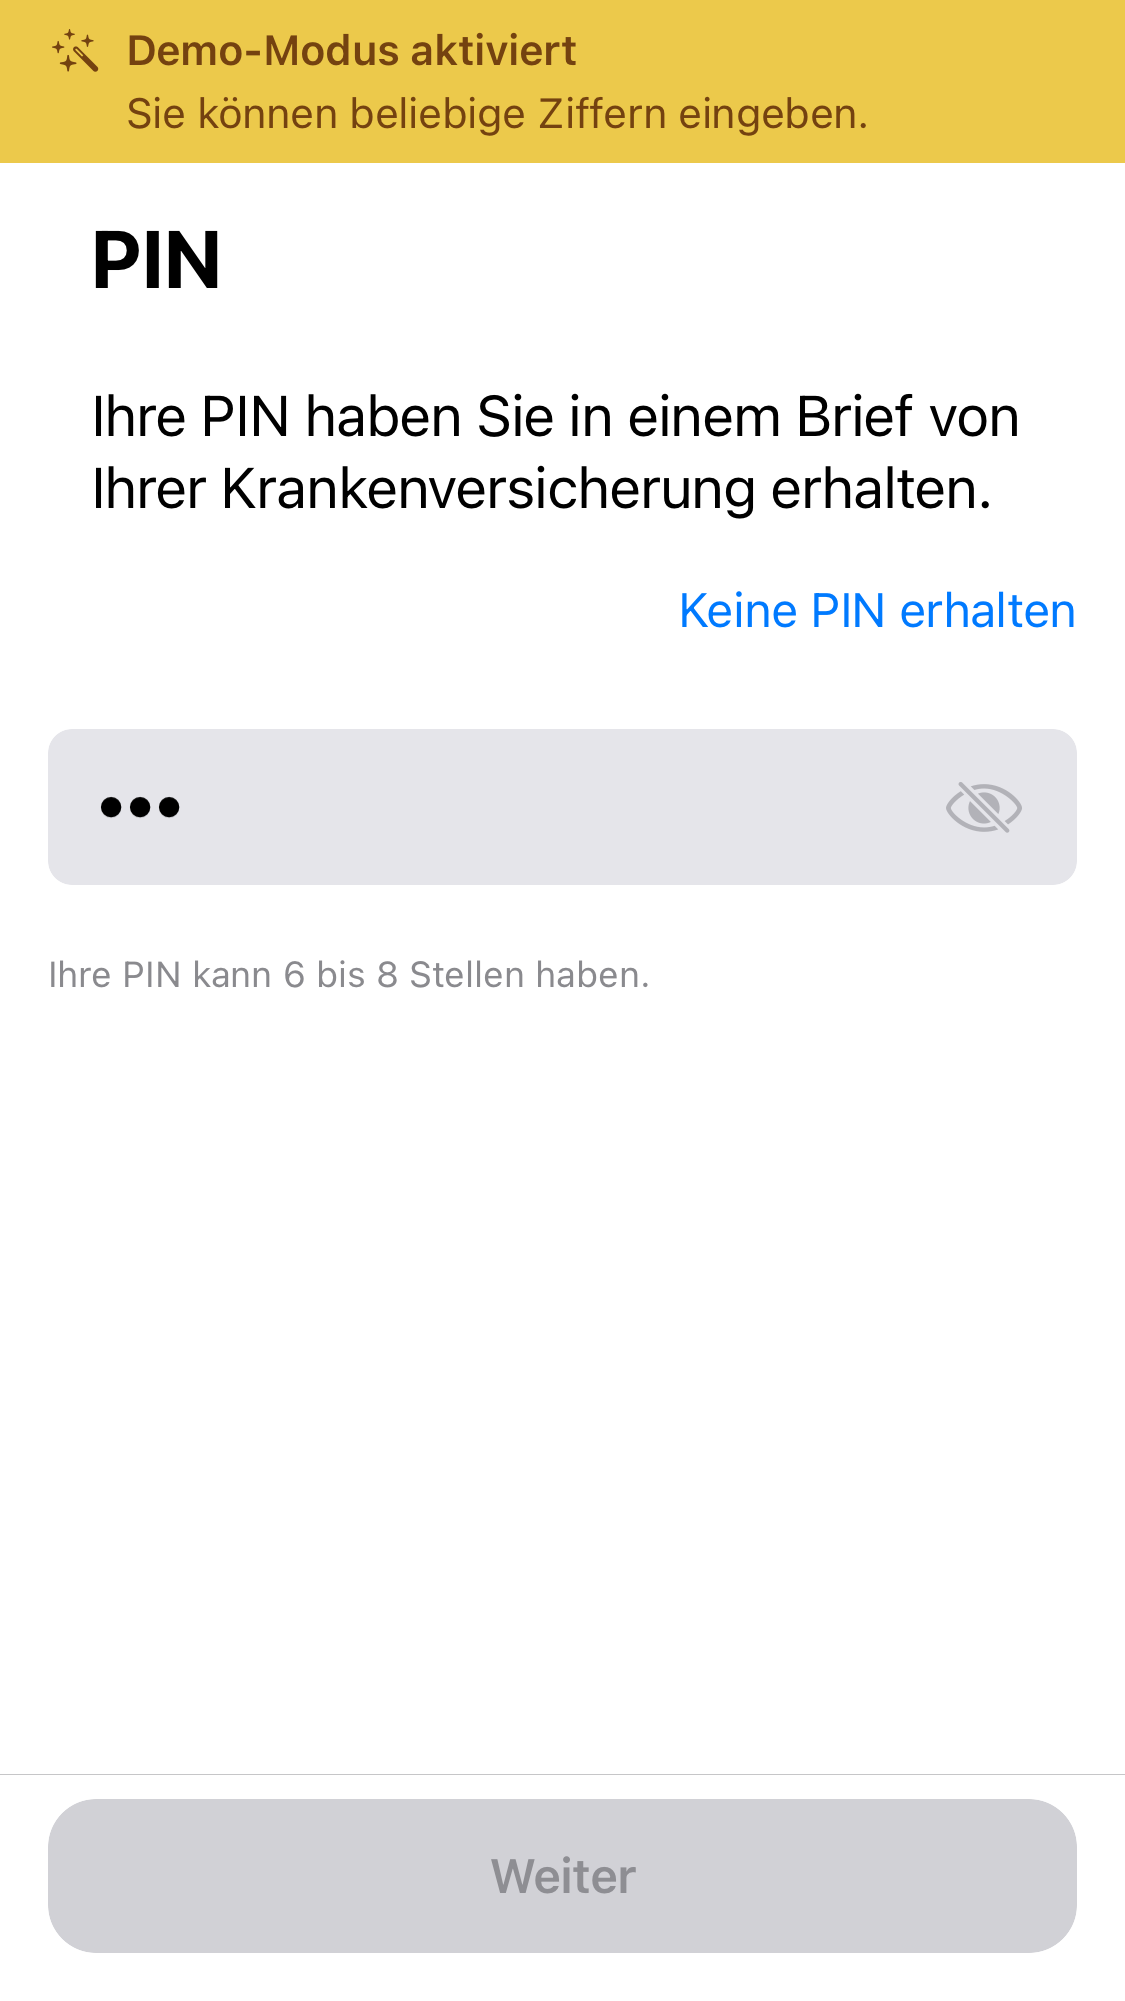 Demo-Modus aktiviert
Sie können beliebige Ziffern eingeben.
PIN
Ihre PIN haben Sie in einem Brief von
Ihrer Krankenversicherung erhalten.
Keine PIN erhalten
•••
Ihre PIN kann 6 bis 8 Stellen haben.
Weiter